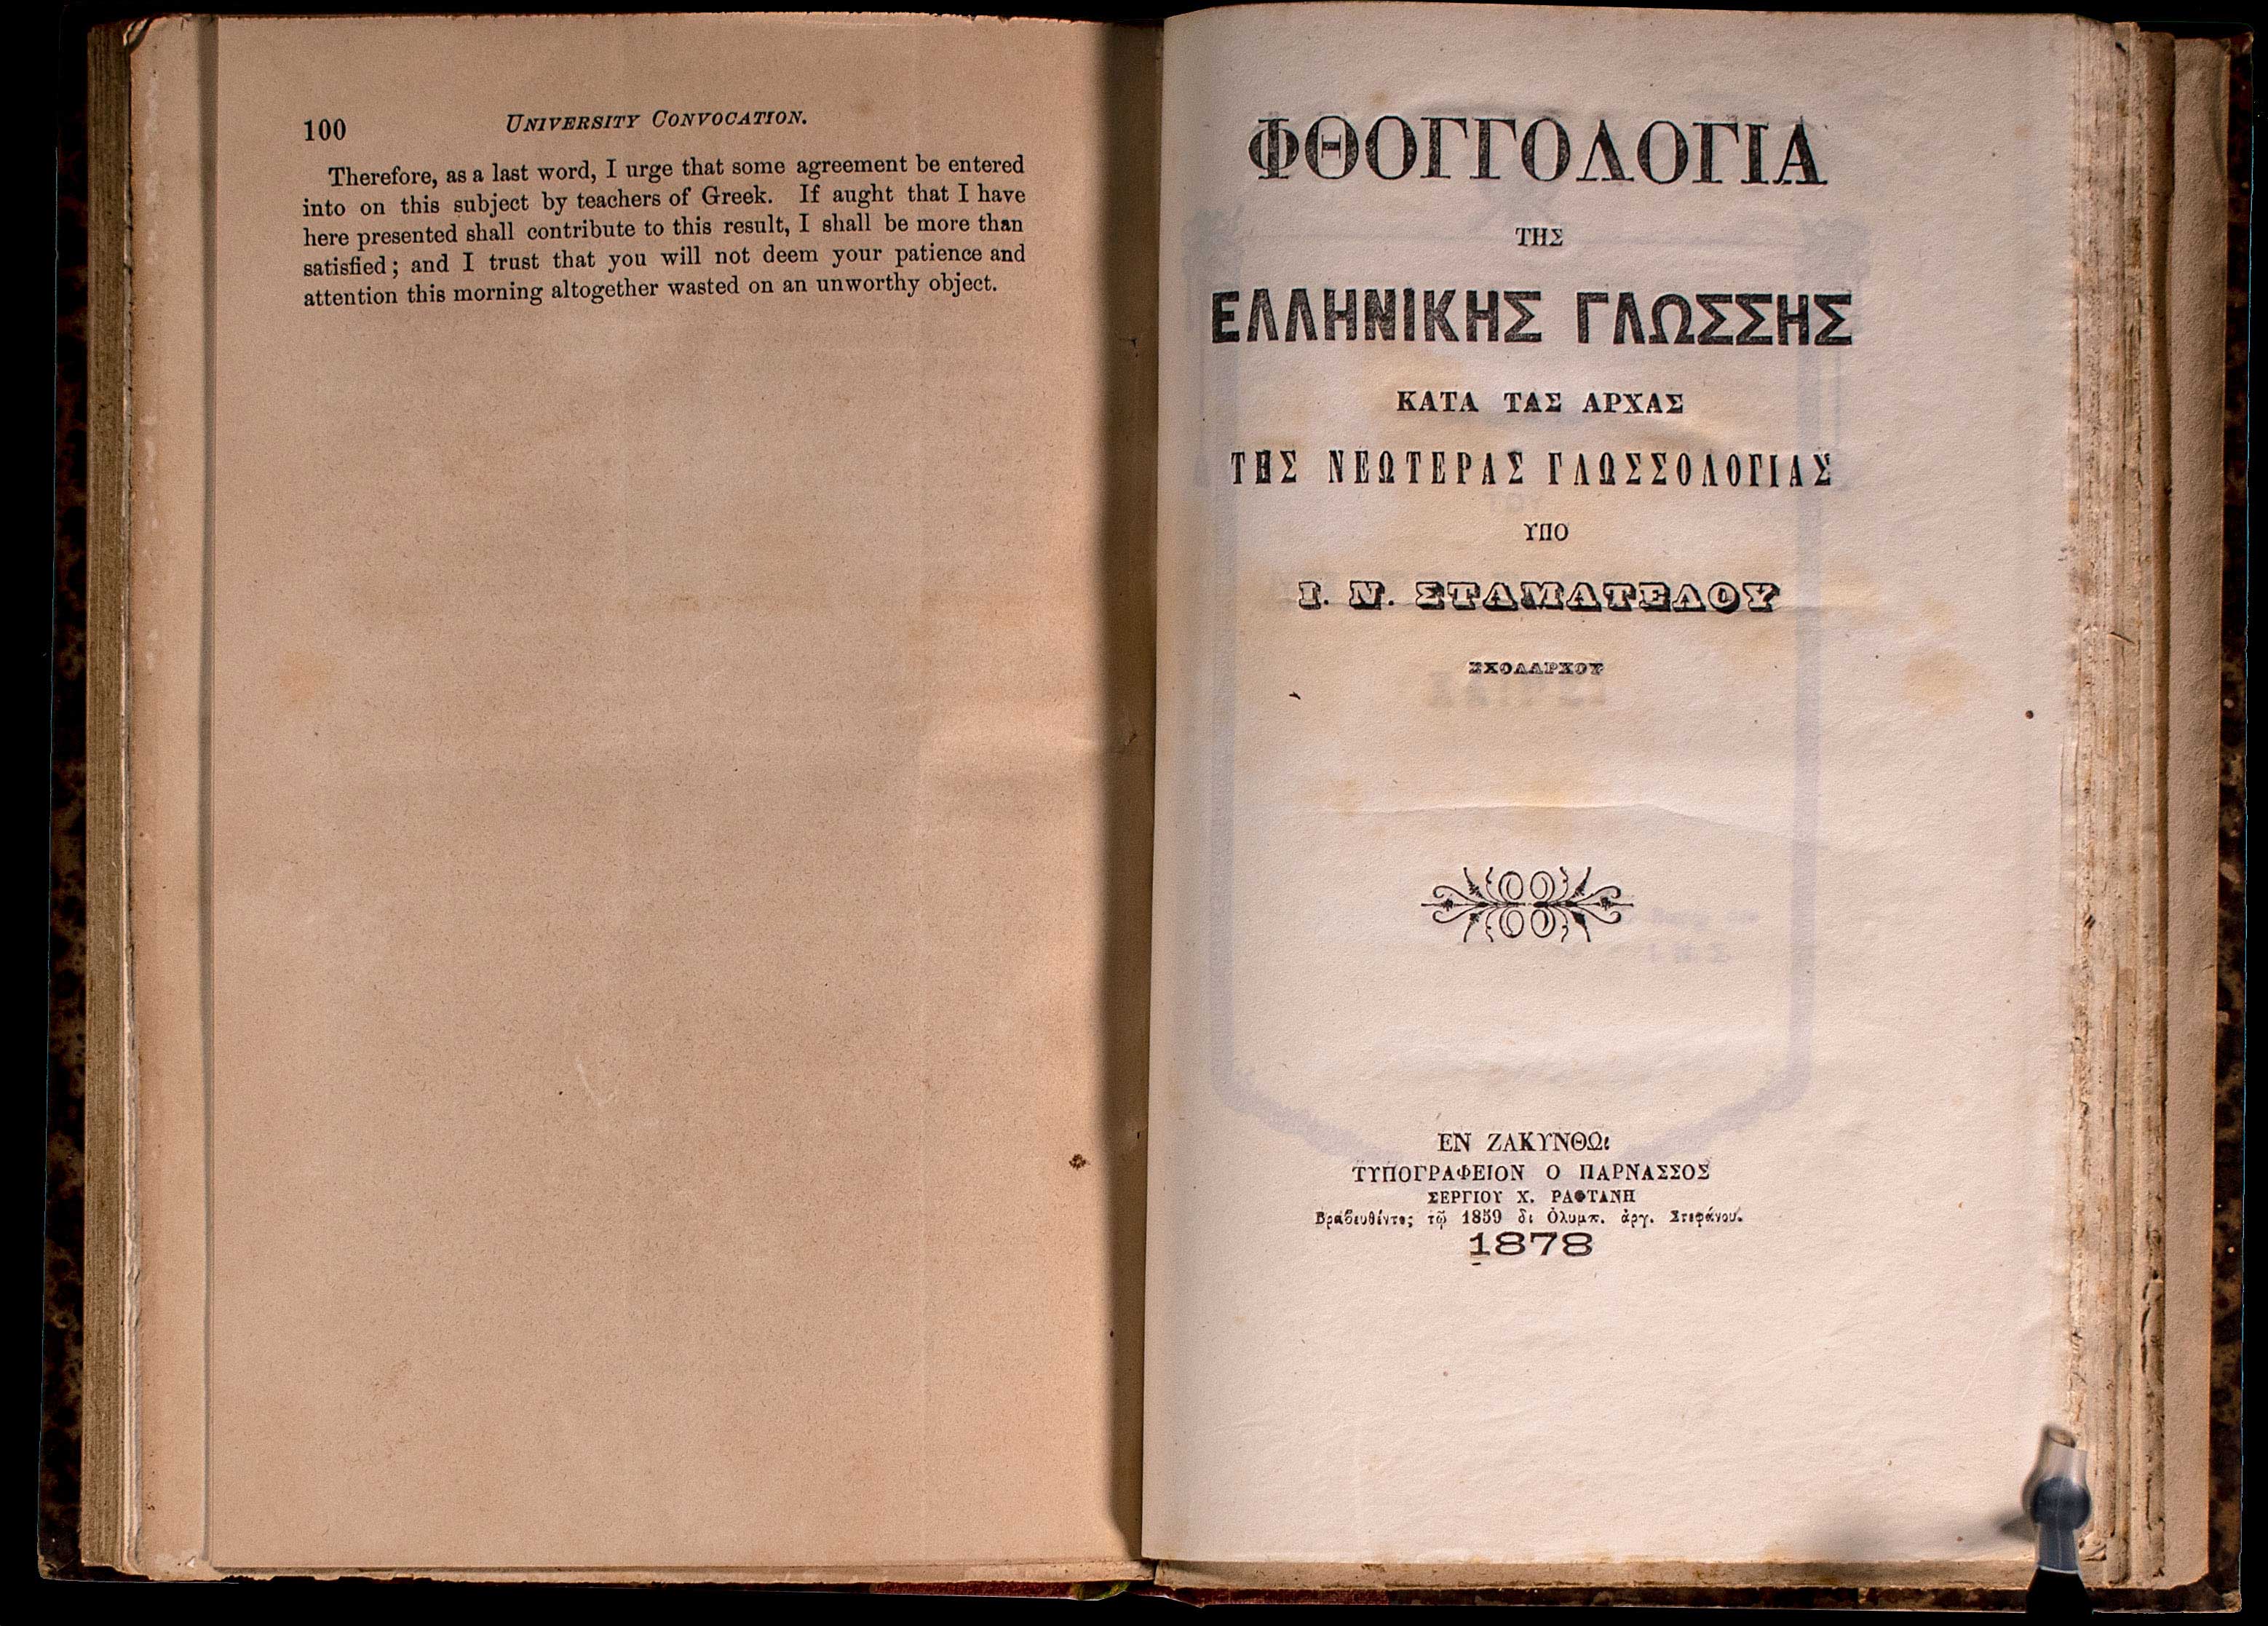 100
UNIVERSITY CONVOCATION.
Therefore, as a last word, I urge that some agreement be entered
into on this subject by teachers of Greek. If aught that I have
here presented shall contribute to this result, I shall be more than
satisfied; and I trust that you will not deem your patience and
attention this morning altogether wasted on an unworthy object.
ΦΘΟΓΓΟΛΟΓΙΑ
ΤΗΣ
ΕΛΛΗΝΙΚΗΣ ΓΛΩΣΣΗΣ
ΚΑΤΑ ΤΑΣ ΑΡΧΑΣ
ΤΗΣ ΝΕΩΤΕΡΑΣ ΓΛΩΣΣΟΛΟΓΙΑΣ
ΥΠΟ
Ι. Ν. ΣΤΑΜΑΤΕΛΟΥ
ΣΧΟΛΑΡΧΟΥ
ΕΝ ΖΑΚΥΝΘΩι
ΤΥΠΟΓΡΑΦΕΙΟΝ Ο ΠΑΡΝΑΣΣΟΣ
ΣΕΡΓΙΟΥ Χ. ΡΑΦΤΑΝΗ
Βραβευθέντος τῷ 1859 δι Ὀλυμπ. ἀργ. Στεφάνου.
1878